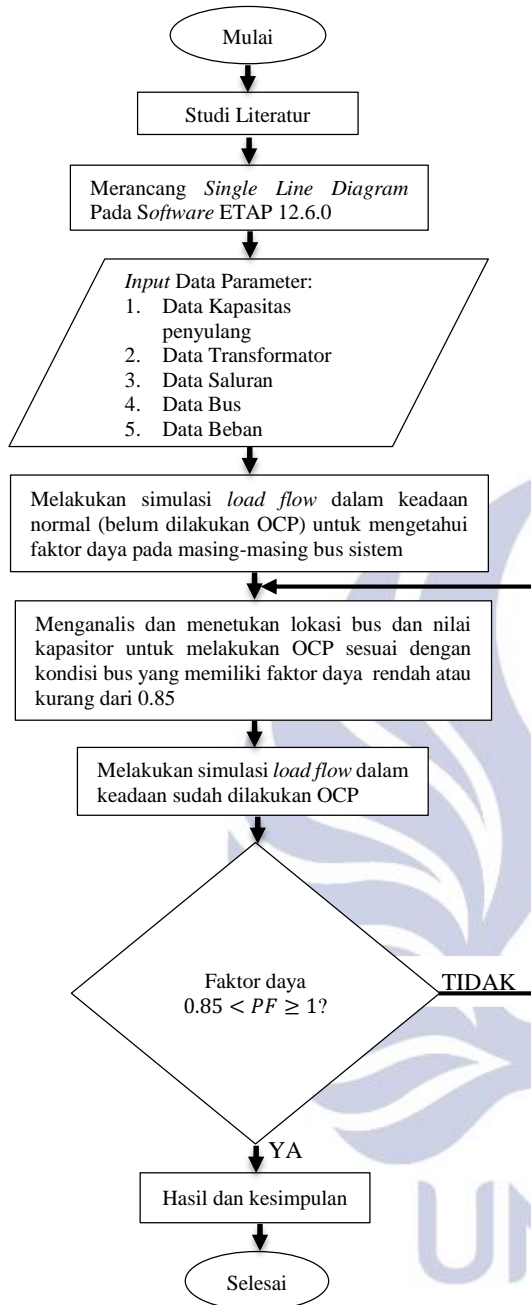 Mulai
Studi Literatur
Merancang Single Line Diagram
Pada Software ETAP 12.6.0
Input Data Parameter:
1. Data Kapasitas
penyulang
2. Data Transformator
3. Data Saluran
4. Data Bus
5. Data Beban
Melakukan simulasi load flow dalam keadaan
normal (belum dilakukan OCP) untuk mengetahui
faktor daya pada masing-masing bus sistem
Menganalis dan menetukan lokasi bus dan nilai
kapasitor untuk melakukan OCP sesuai dengan
kondisi bus yang memiliki faktor daya rendah atau
kurang dari 0.85
Melakukan simulasi load flow dalam
keadaan sudah dilakukan OCP
Faktor daya
0.85 < PF ≥ 1?
TIDAK
YA
Hasil dan kesimpulan
Selesai
UN